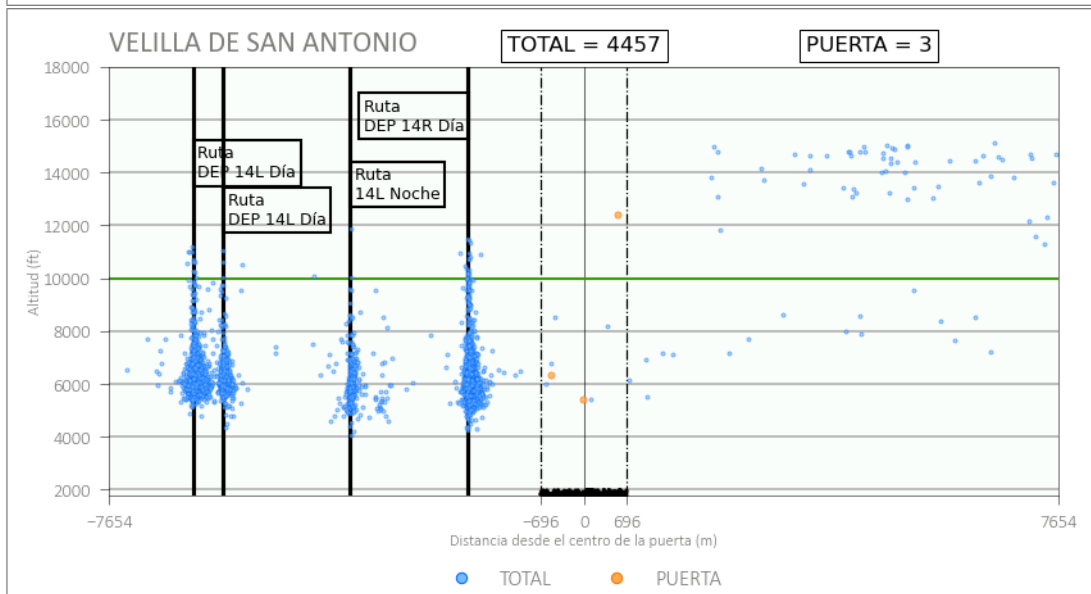 VELILLA DE SAN ANTONIO
TOTAL = 4457
PUERTA = 3
Altitud (ft)
18000
16000
14000
12000
10000
8000
6000
4000
2000
Ruta
DEP 14L Día
Ruta
DEP 14L Día
Ruta
14L Noche
Ruta
DEP 14R Día
−7654
−696
0
696
7654
Distancia desde el centro de la puerta (m)
TOTAL
PUERTA